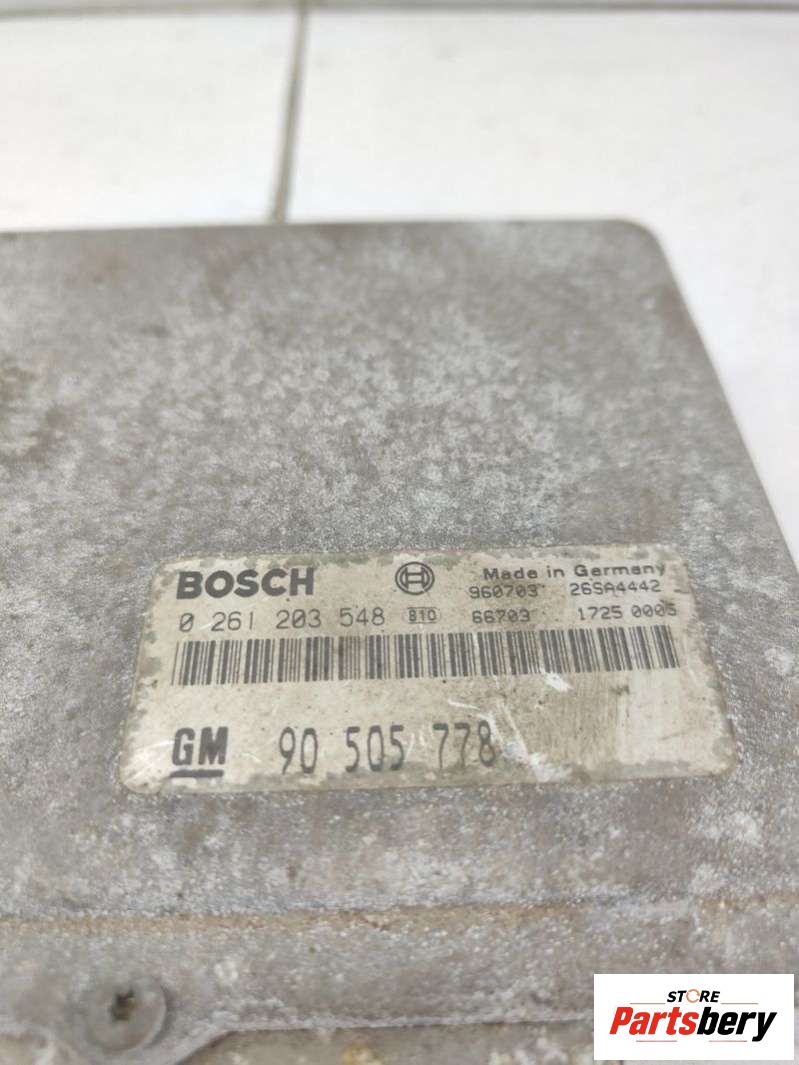 BOSCH Made in Germany
960703 26SA4442
0 261 203 548 B10 66703 1725 0005
GM 90 505 778
STORE
Partsbery